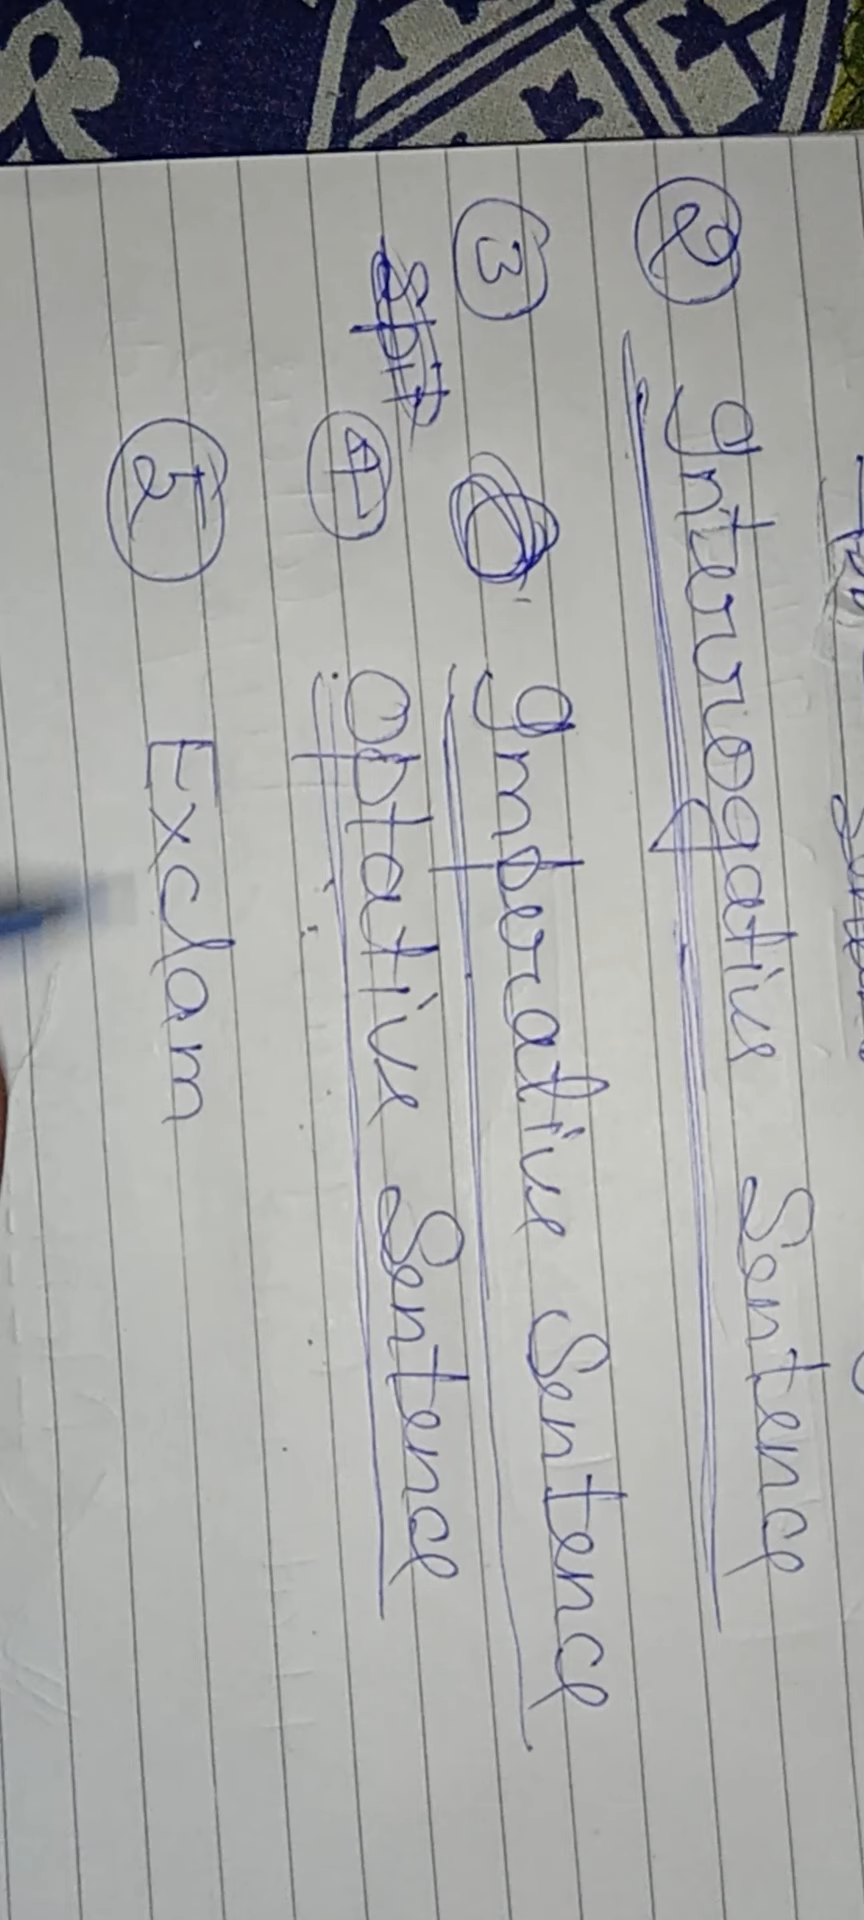 ② Interrogative Sentence
③ Imperative Sentence
④ Optative Sentence
⑤ Exclam